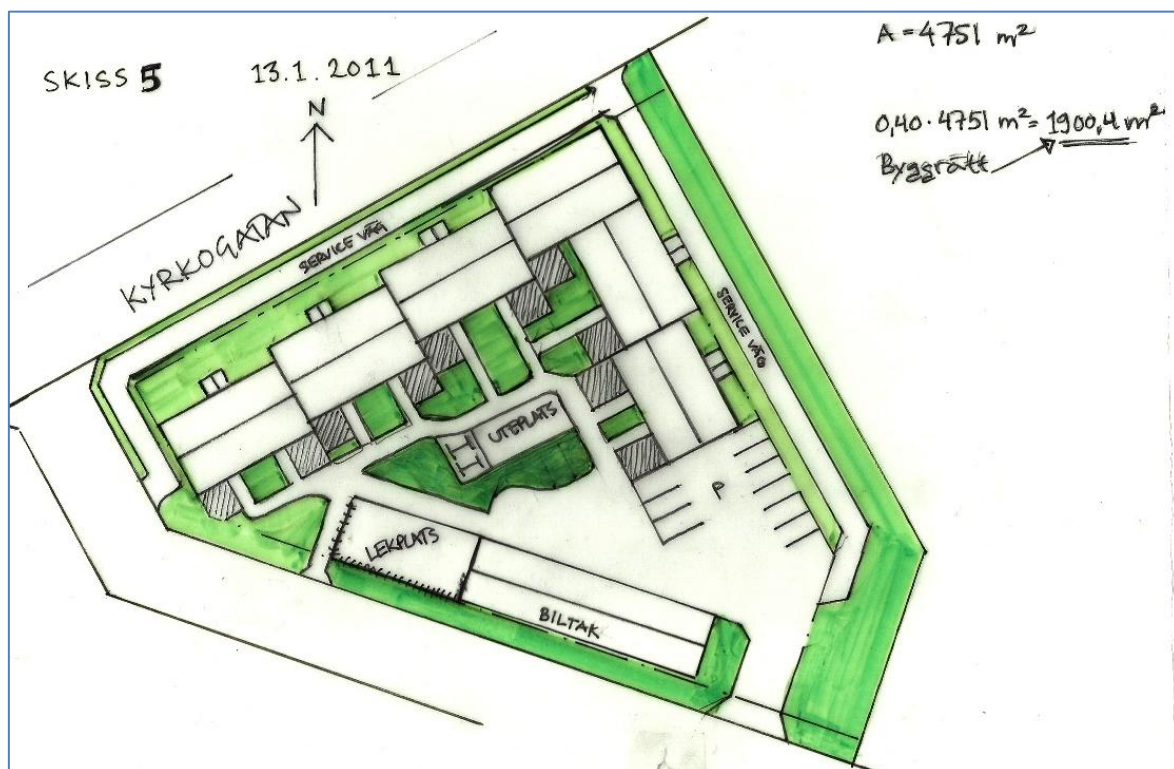 SKISS 5
13.1.2011
N
A = 4751 m²
0,40 · 4751 m² = 1900,4 m²
Byggrätt
KYRKOGATAN
SERVICE VÄG
SERVICE VÄG
UTEPLATS
P
LEKPLATS
BILTAK